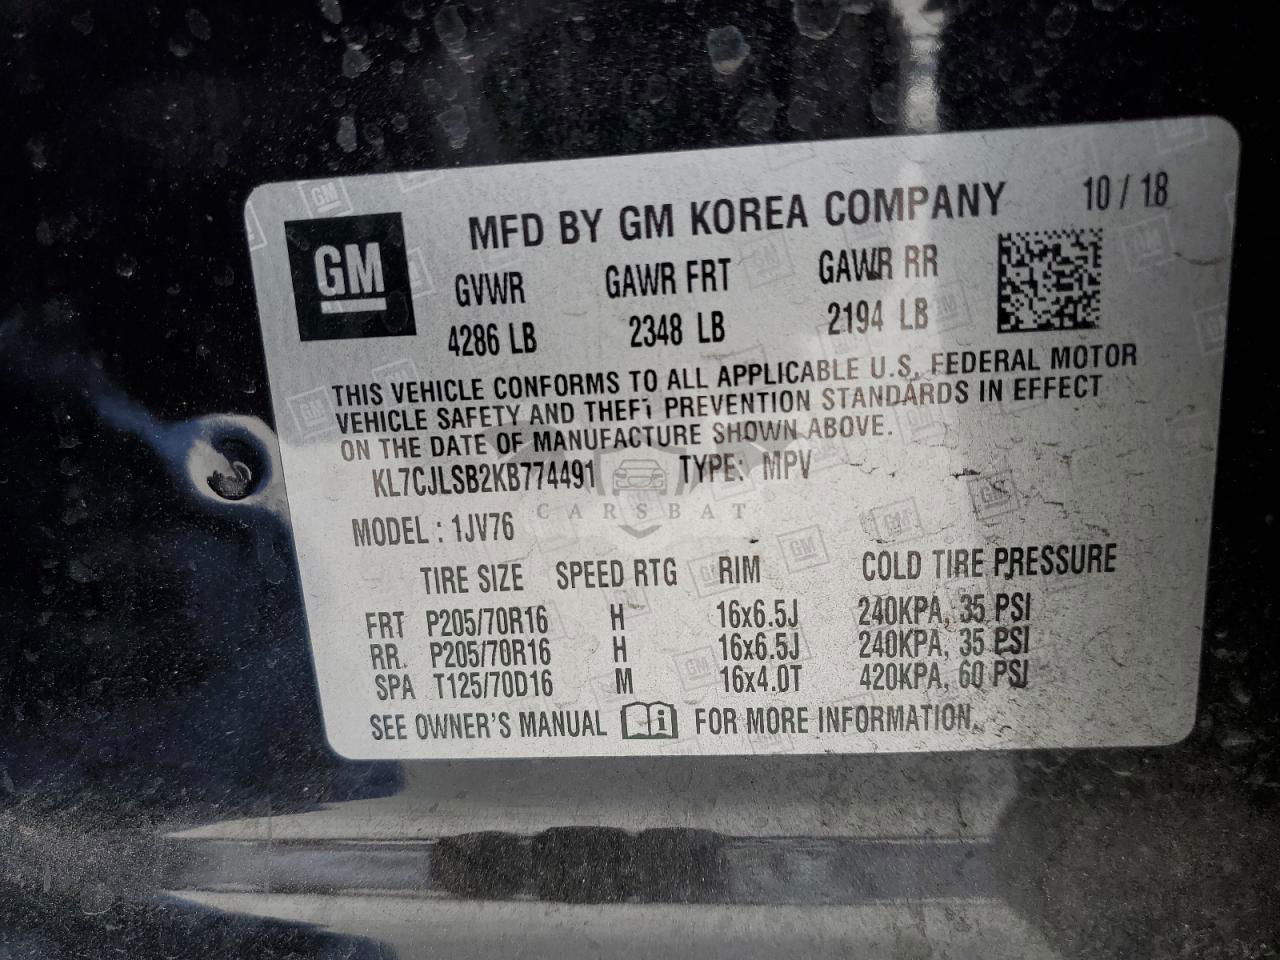 MFD BY GM KOREA COMPANY 10 / 18
GM
GVWR GAWR FRT GAWR RR
4286 LB 2348 LB 2194 LB
THIS VEHICLE CONFORMS TO ALL APPLICABLE U.S. FEDERAL MOTOR
VEHICLE SAFETY AND THEFT PREVENTION STANDARDS IN EFFECT
ON THE DATE OF MANUFACTURE SHOWN ABOVE.
KL7CJLSB2KB774491 TYPE: MPV
CARSBAT
MODEL : 1JV76
TIRE SIZE SPEED RTG RIM COLD TIRE PRESSURE
FRT P205/70R16 H 16x6.5J 240KPA, 35 PSI
RR. P205/70R16 H 16x6.5J 240KPA, 35 PSI
SPA T125/70D16 M 16x4.0T 420KPA, 60 PSI
SEE OWNER'S MANUAL FOR MORE INFORMATION.